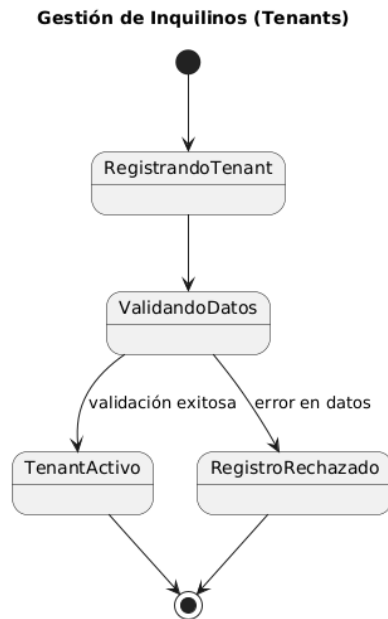 Gestión de Inquilinos (Tenants)
RegistrandoTenant
ValidandoDatos
validación exitosa
error en datos
TenantActivo
RegistroRechazado